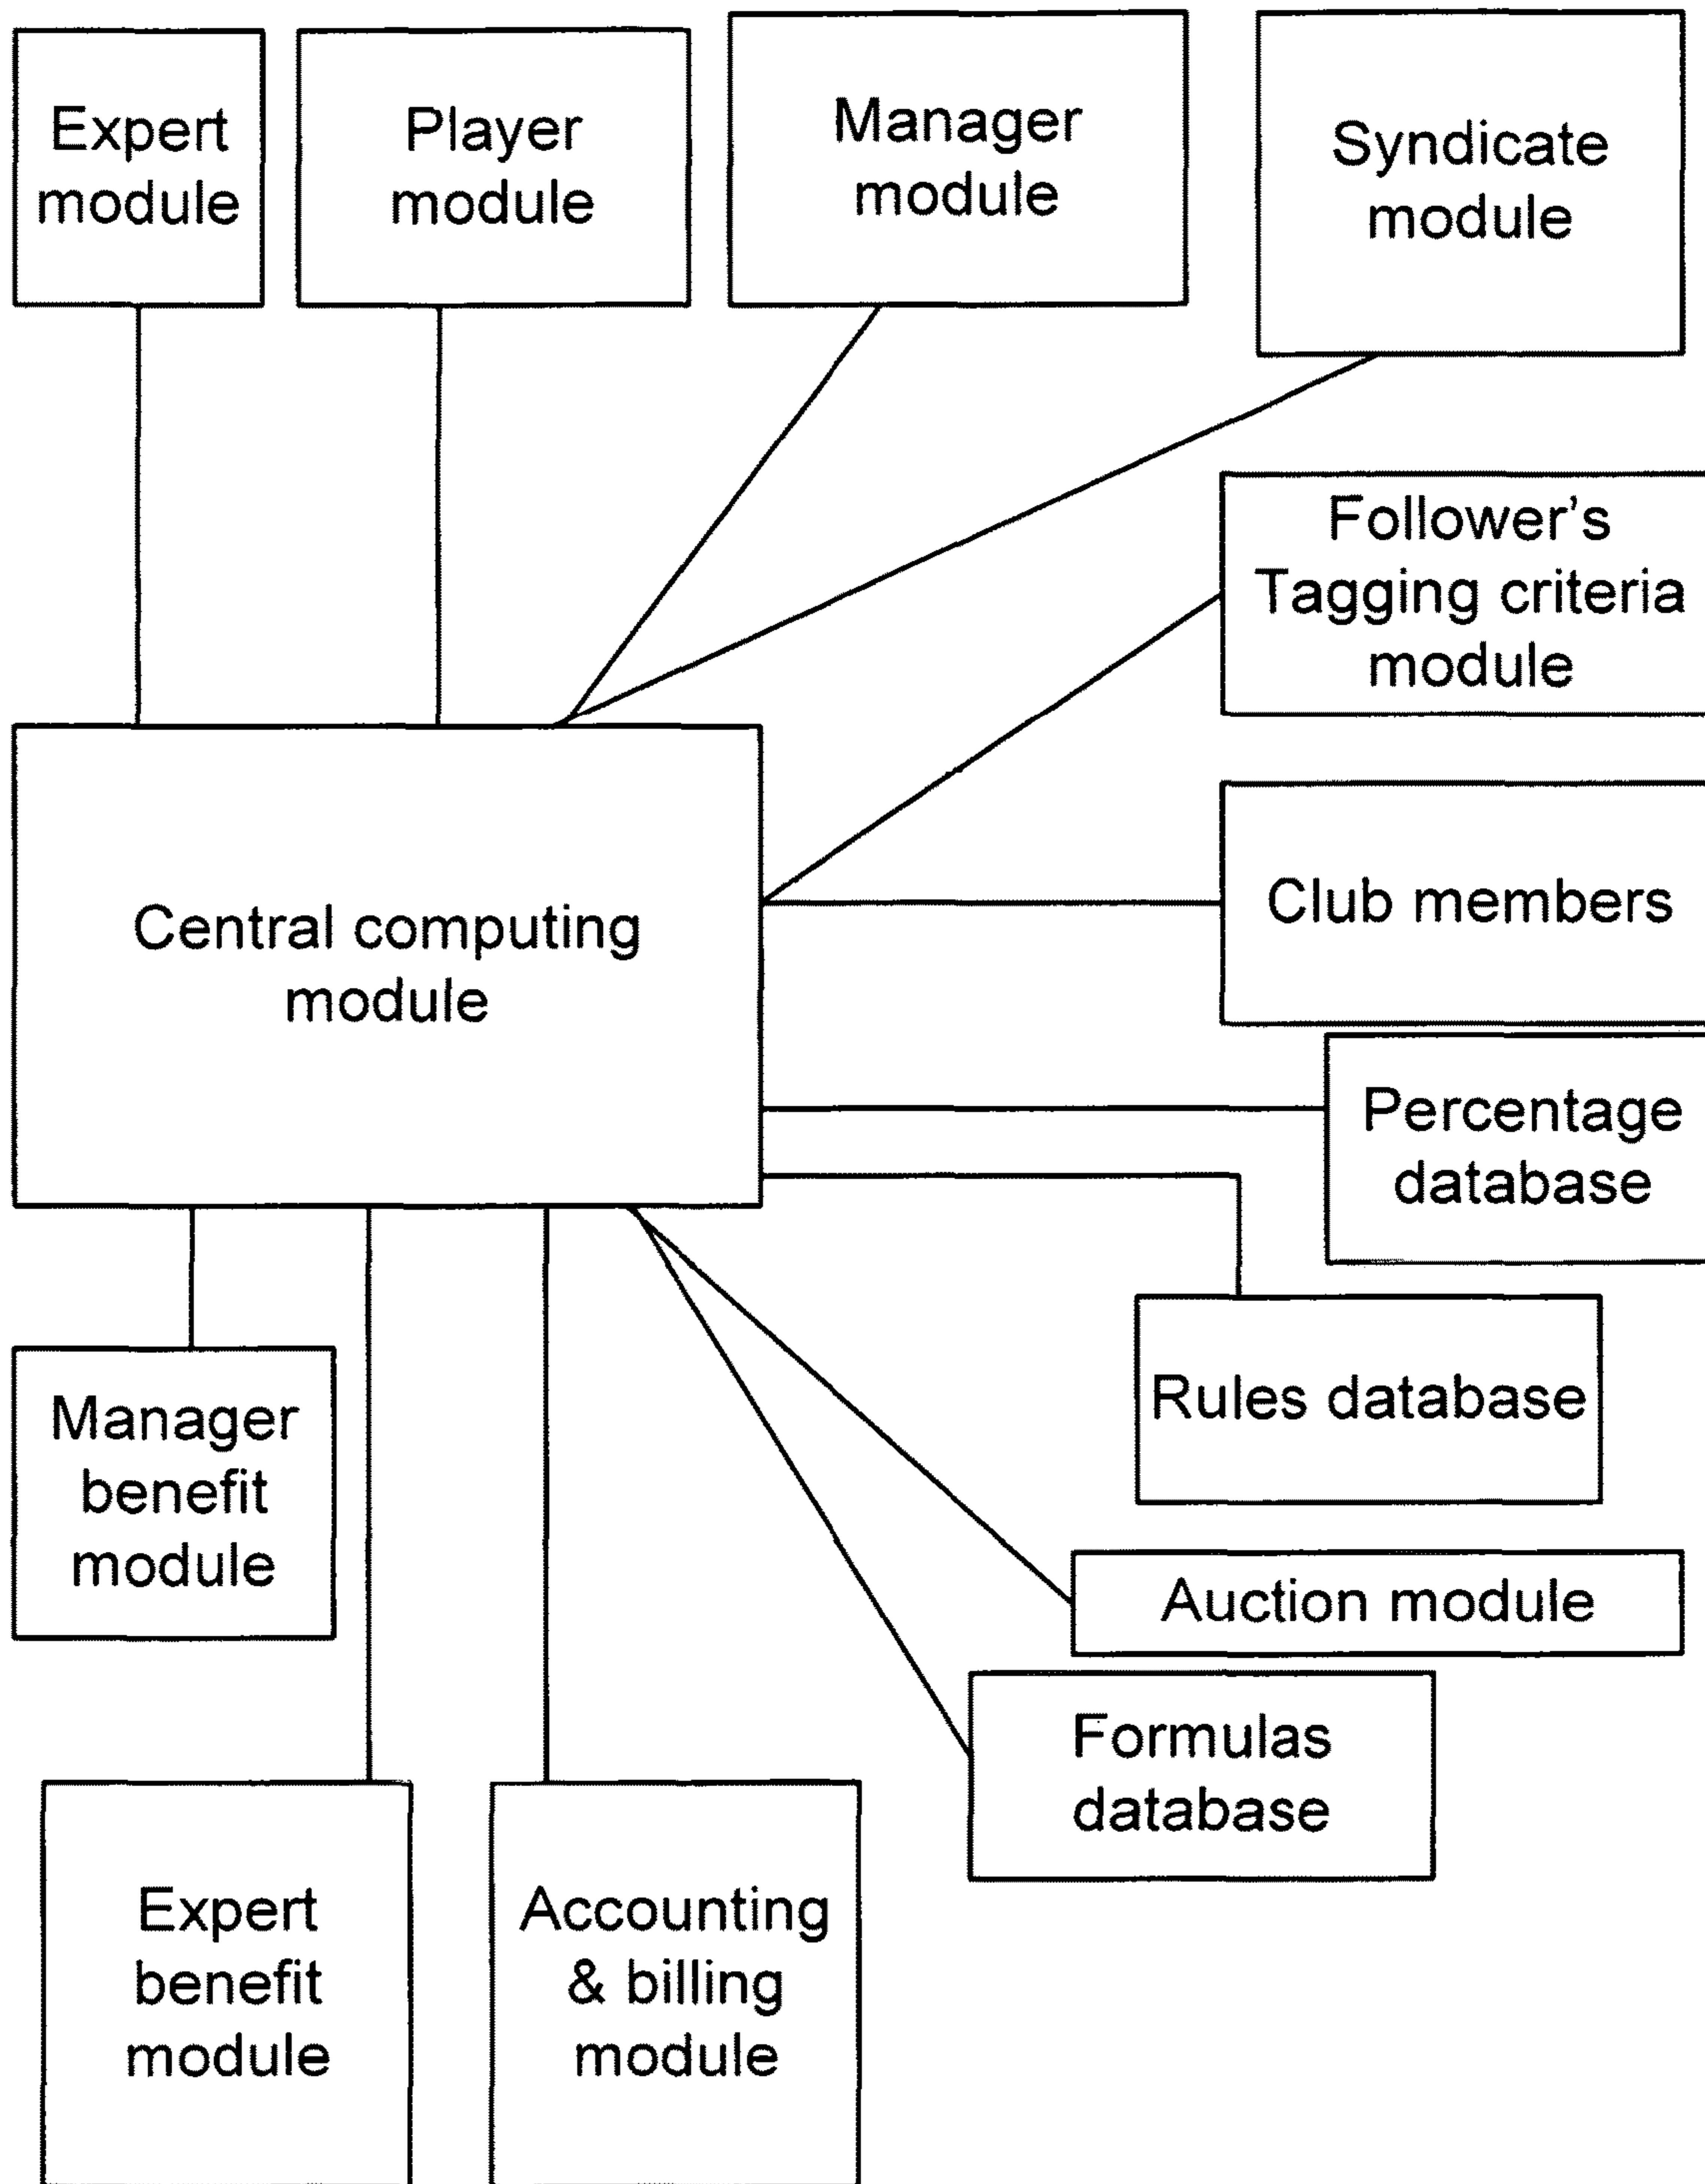 Expert
module
Player
module
Manager
module
Syndicate
module
Follower's
Tagging criteria
module
Central computing
module
Club members
Percentage
database
Rules database
Manager
benefit
module
Auction module
Formulas
database
Expert
benefit
module
Accounting
& billing
module